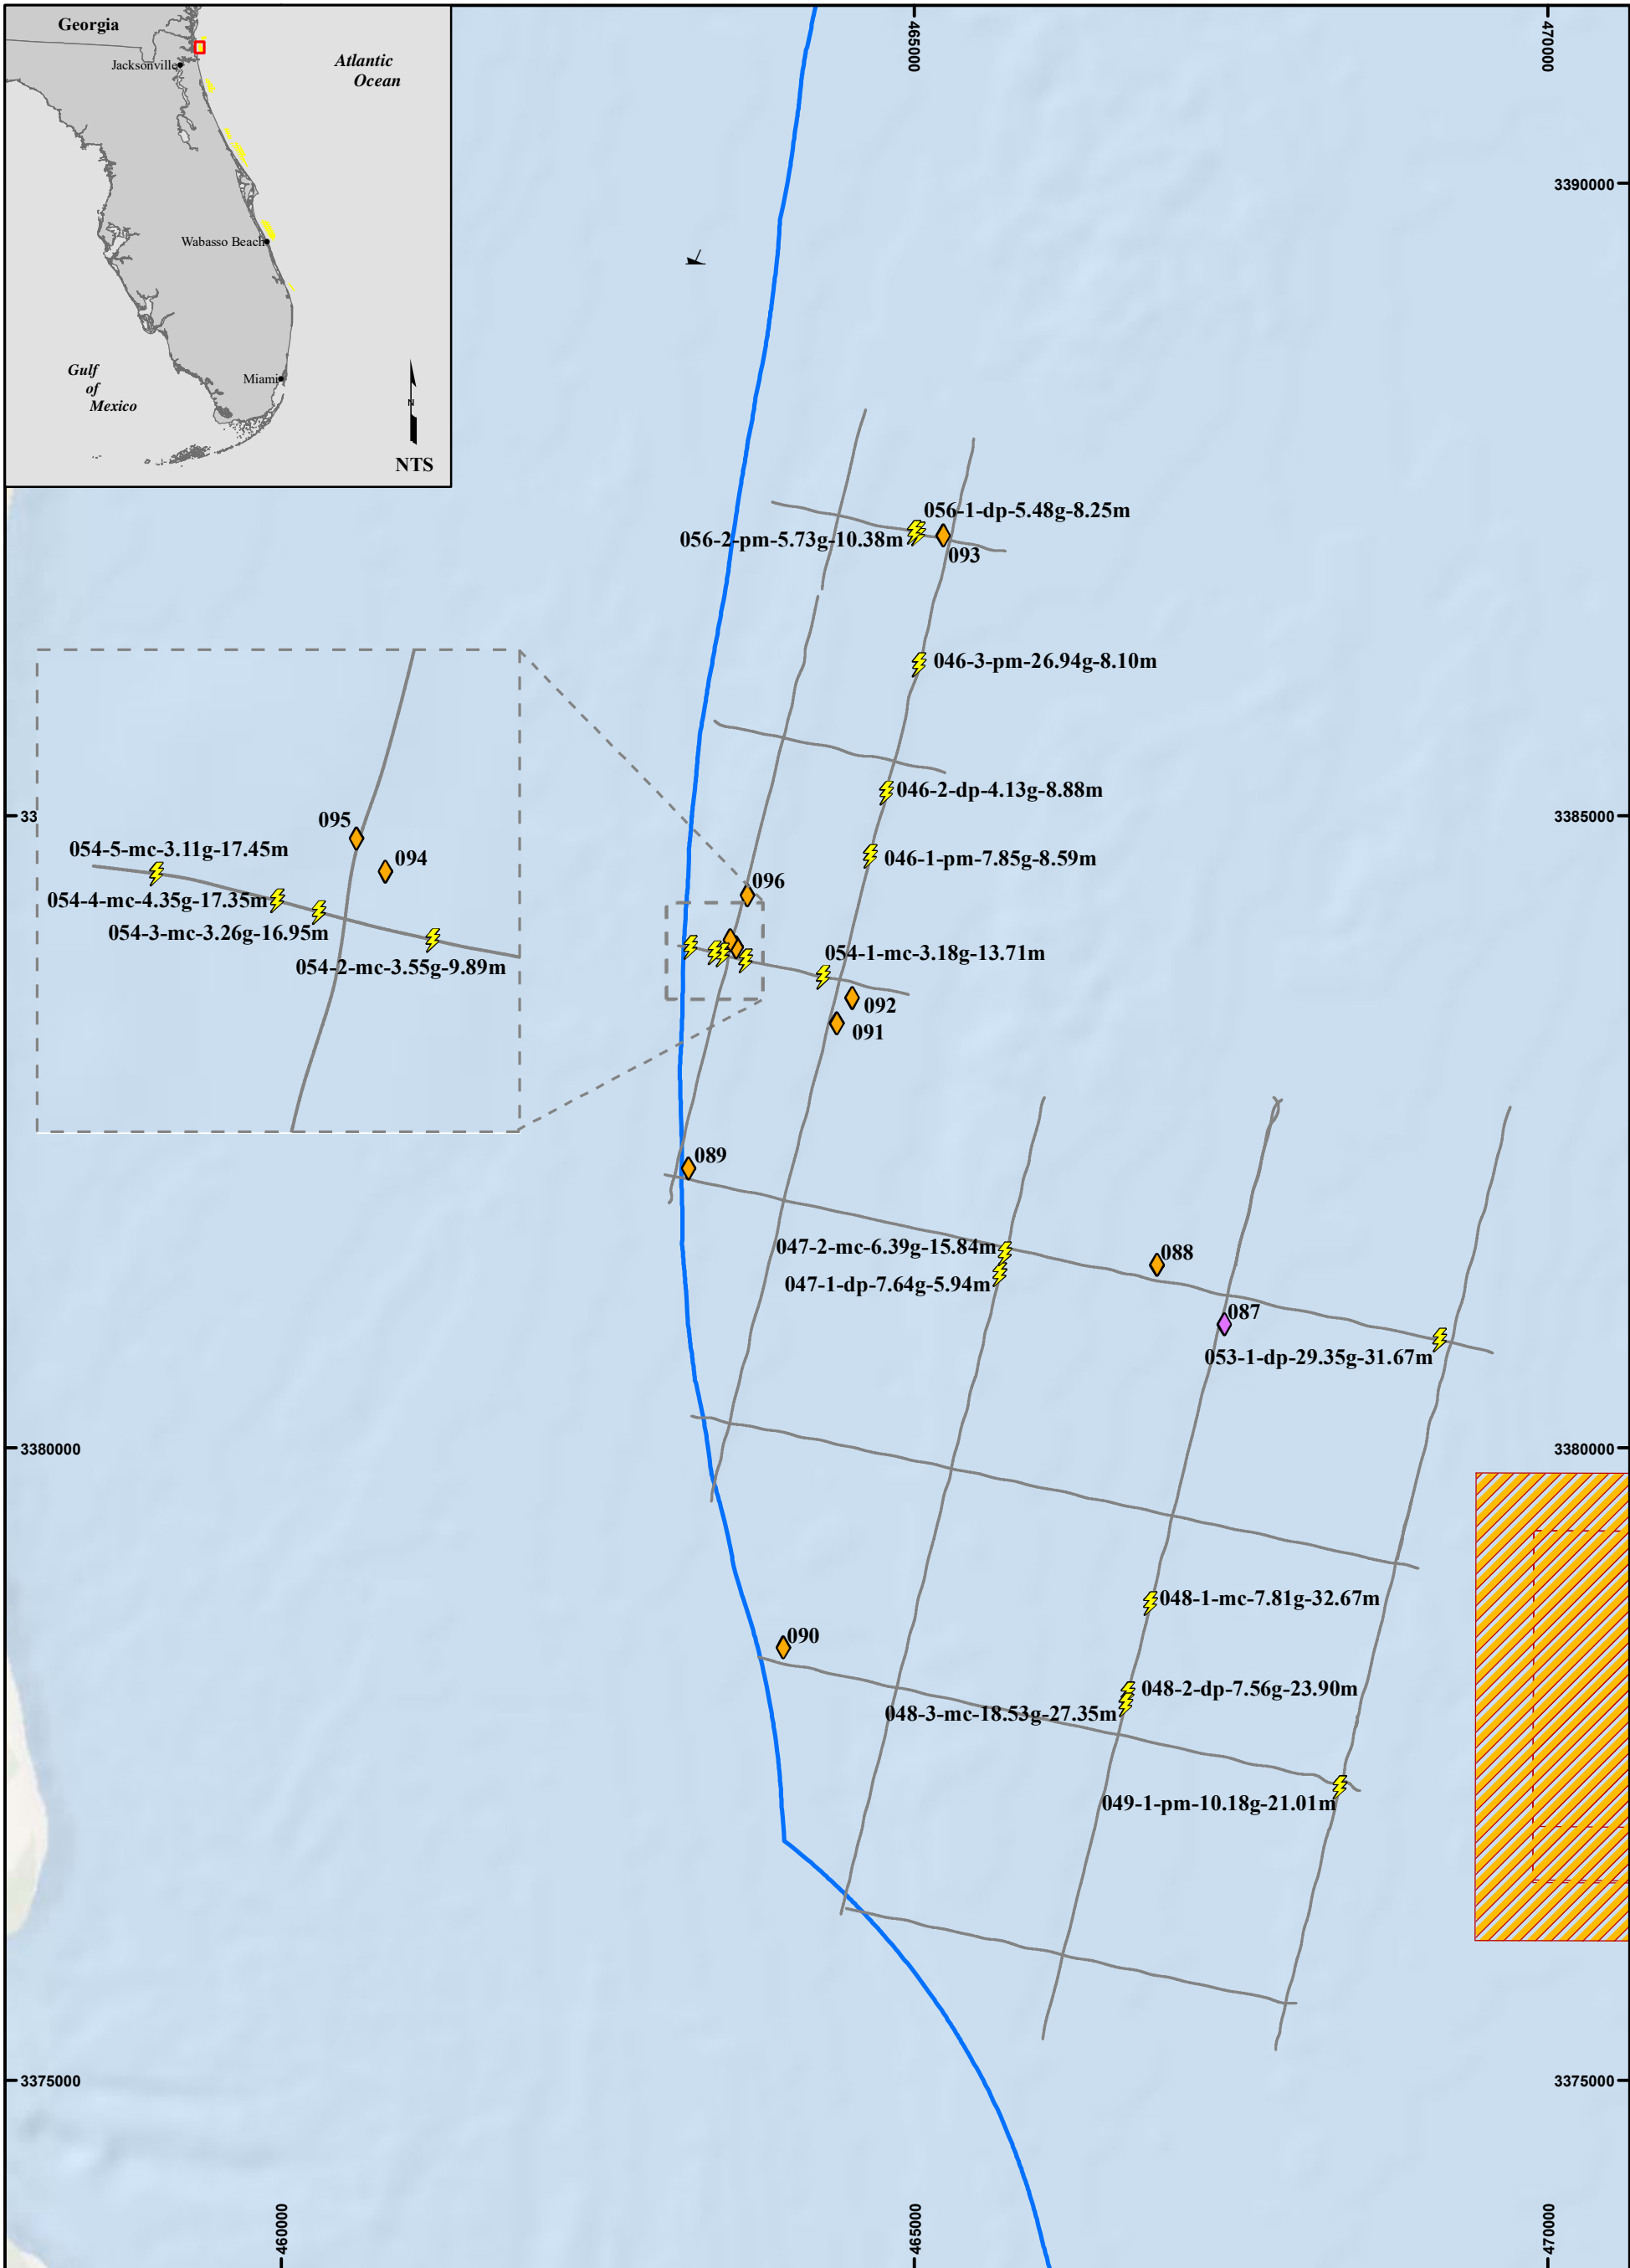 Georgia
Jacksonville
Atlantic
Ocean
Wabasso Beach
Gulf
of
Mexico
Miami
N
NTS
465000
470000
3390000
056-1-dp-5.48g-8.25m
056-2-pm-5.73g-10.38m
093
046-3-pm-26.94g-8.10m
046-2-dp-4.13g-8.88m
33
3385000
095
054-5-mc-3.11g-17.45m
094
046-1-pm-7.85g-8.59m
096
054-4-mc-4.35g-17.35m
054-3-mc-3.26g-16.95m
054-2-mc-3.55g-9.89m
054-1-mc-3.18g-13.71m
092
091
089
047-2-mc-6.39g-15.84m
088
047-1-dp-7.64g-5.94m
087
053-1-dp-29.35g-31.67m
3380000
3380000
048-1-mc-7.81g-32.67m
090
048-2-dp-7.56g-23.90m
048-3-mc-18.53g-27.35m
049-1-pm-10.18g-21.01m
3375000
3375000
460000
465000
470000